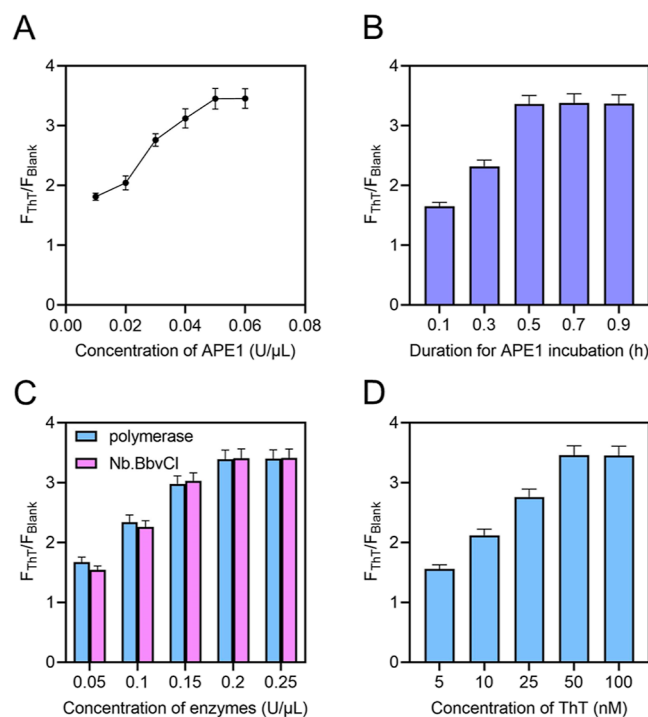 A
4
3
2
1
0
F_ThT/F_Blank
0.00 0.02 0.04 0.06 0.08
Concentration of APE1 (U/µL)
B
4
3
2
1
0
F_ThT/F_Blank
0.1 0.3 0.5 0.7 0.9
Duration for APE1 incubation (h)
C
polymerase
Nb.BbvCI
4
3
2
1
0
F_ThT/F_Blank
0.05 0.1 0.15 0.2 0.25
Concentration of enzymes (U/µL)
D
4
3
2
1
0
F_ThT/F_Blank
5 10 25 50 100
Concentration of ThT (nM)